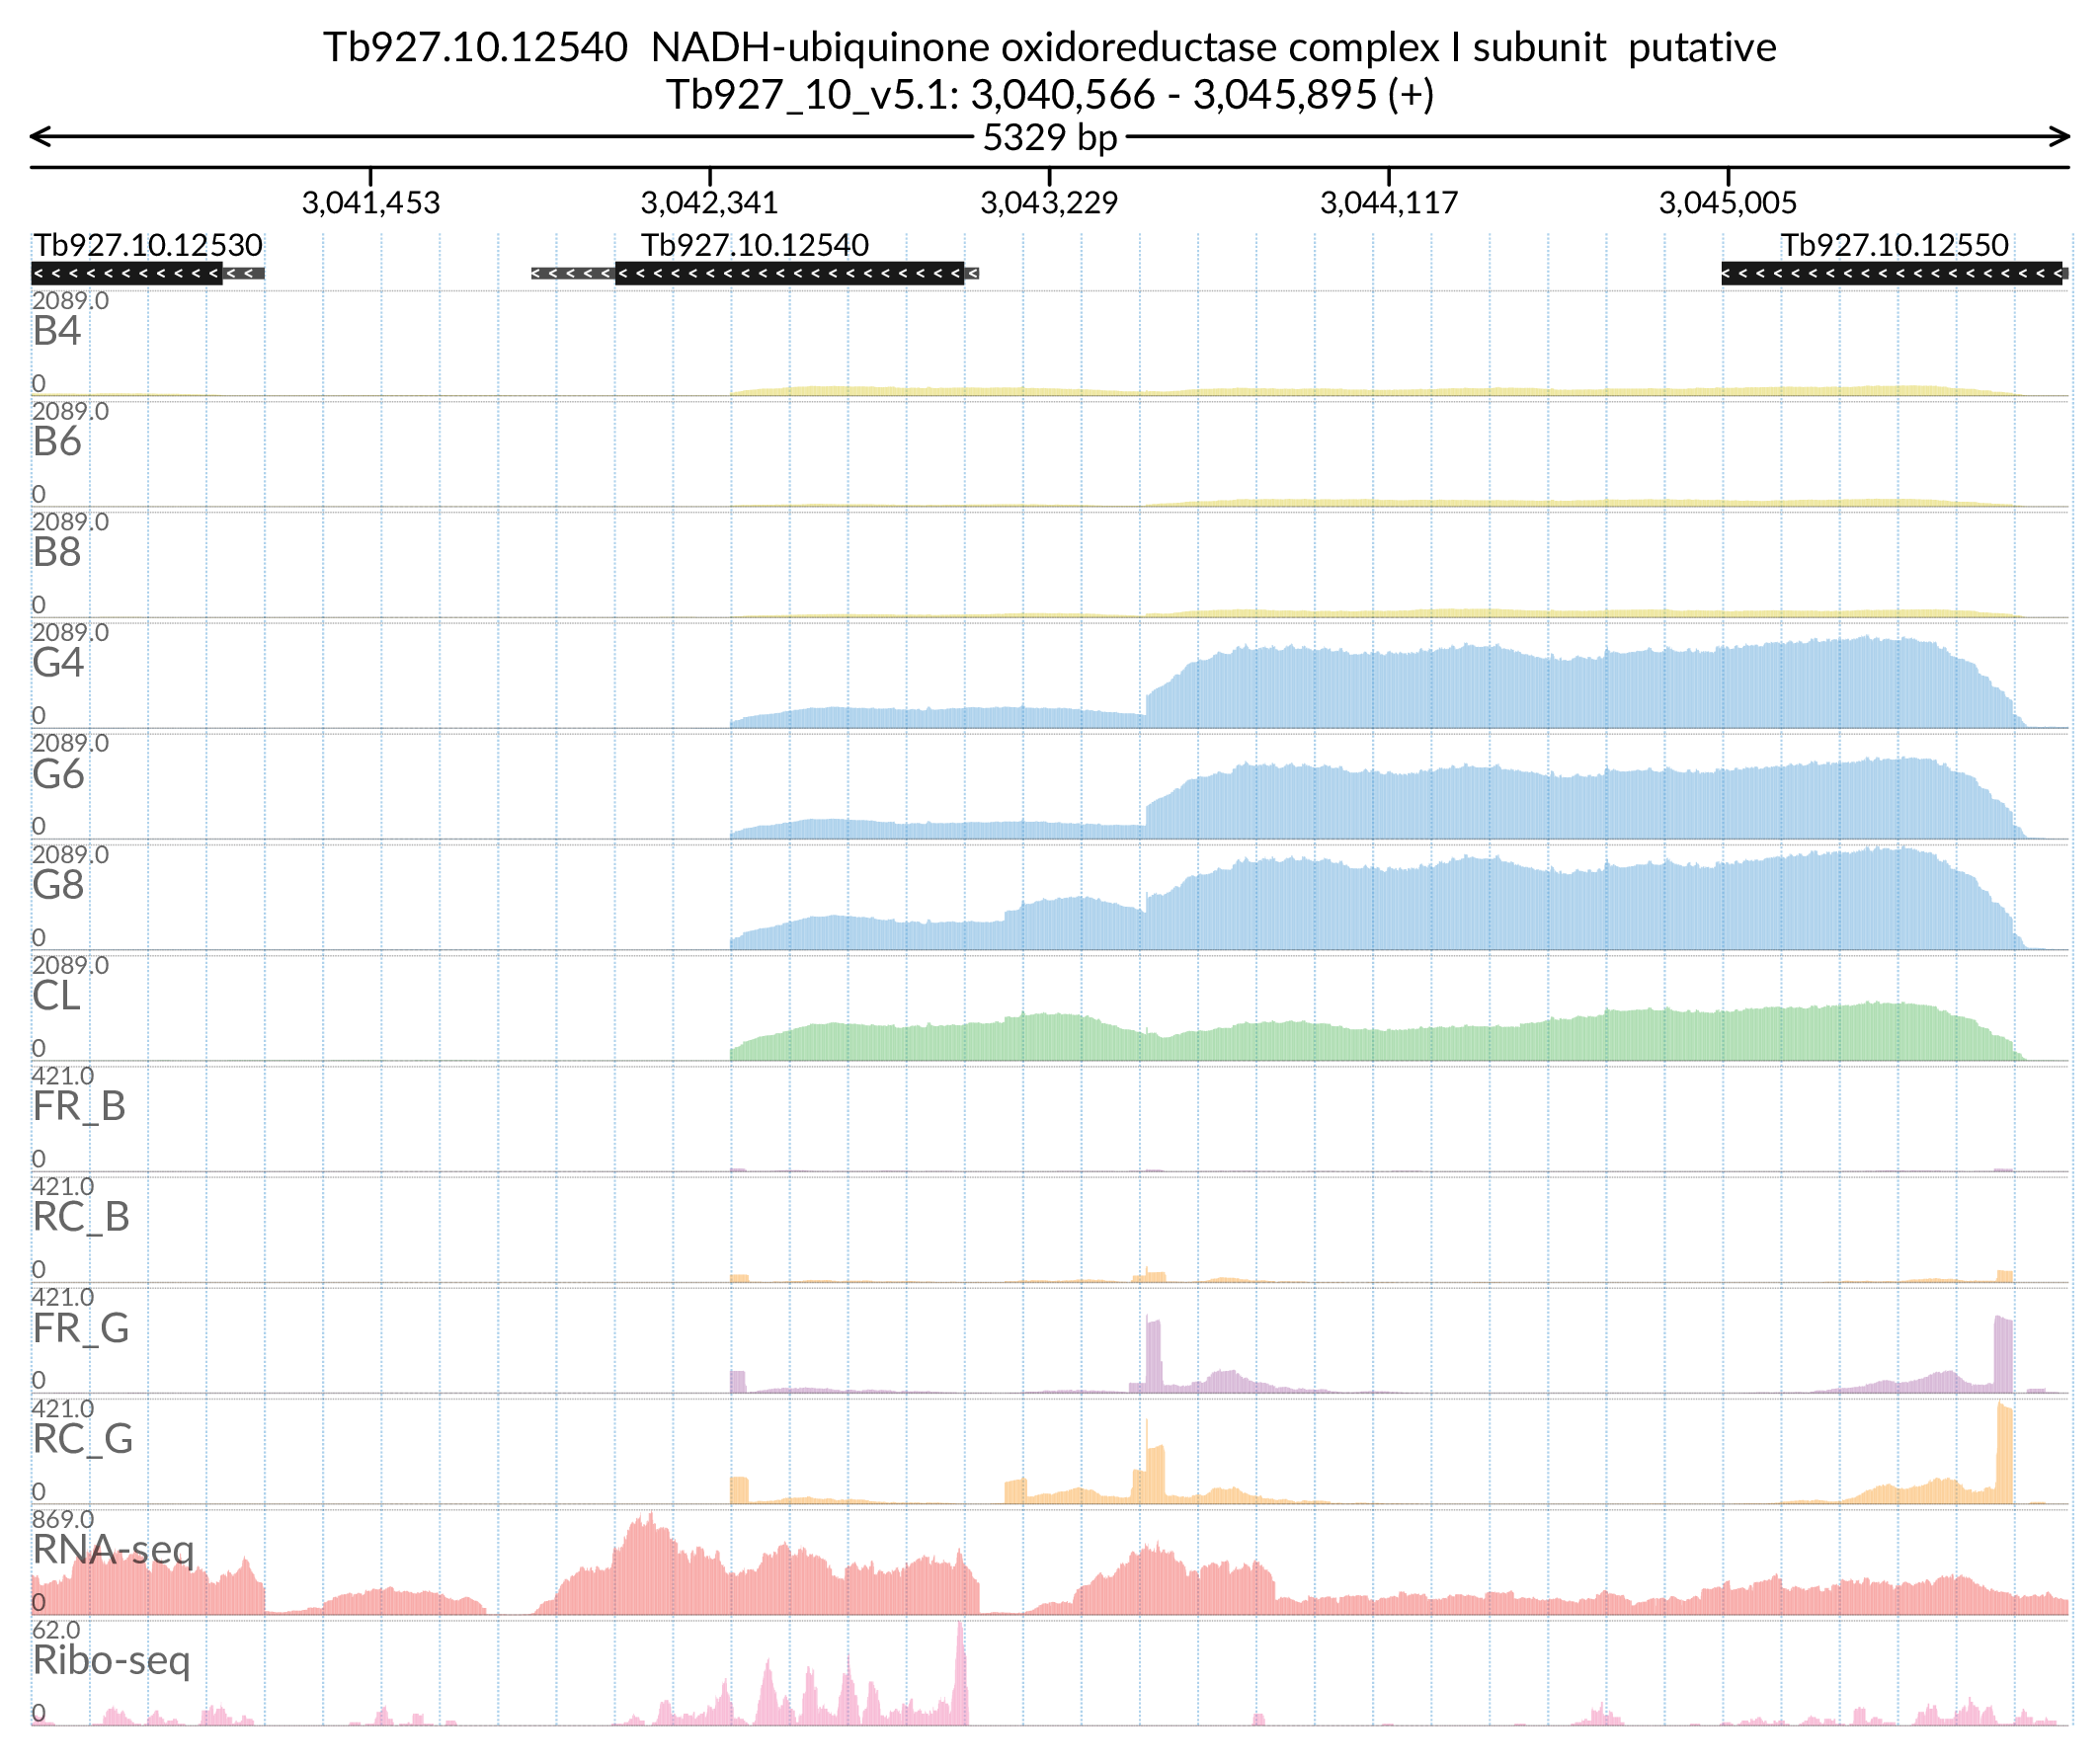 Tb927.10.12540  NADH-ubiquinone oxidoreductase complex I subunit  putative
Tb927_10_v5.1: 3,040,566 - 3,045,895 (+)
5329 bp
3,041,453 3,042,341 3,043,229 3,044,117 3,045,005
Tb927.10.12530 Tb927.10.12540 Tb927.10.12550
2089.0
B4
0
2089.0
B6
0
2089.0
B8
0
2089.0
G4
0
2089.0
G6
0
2089.0
G8
0
2089.0
CL
0
421.0
FR_B
0
421.0
RC_B
0
421.0
FR_G
0
421.0
RC_G
0
869.0
RNA-seq
0
62.0
Ribo-seq
0